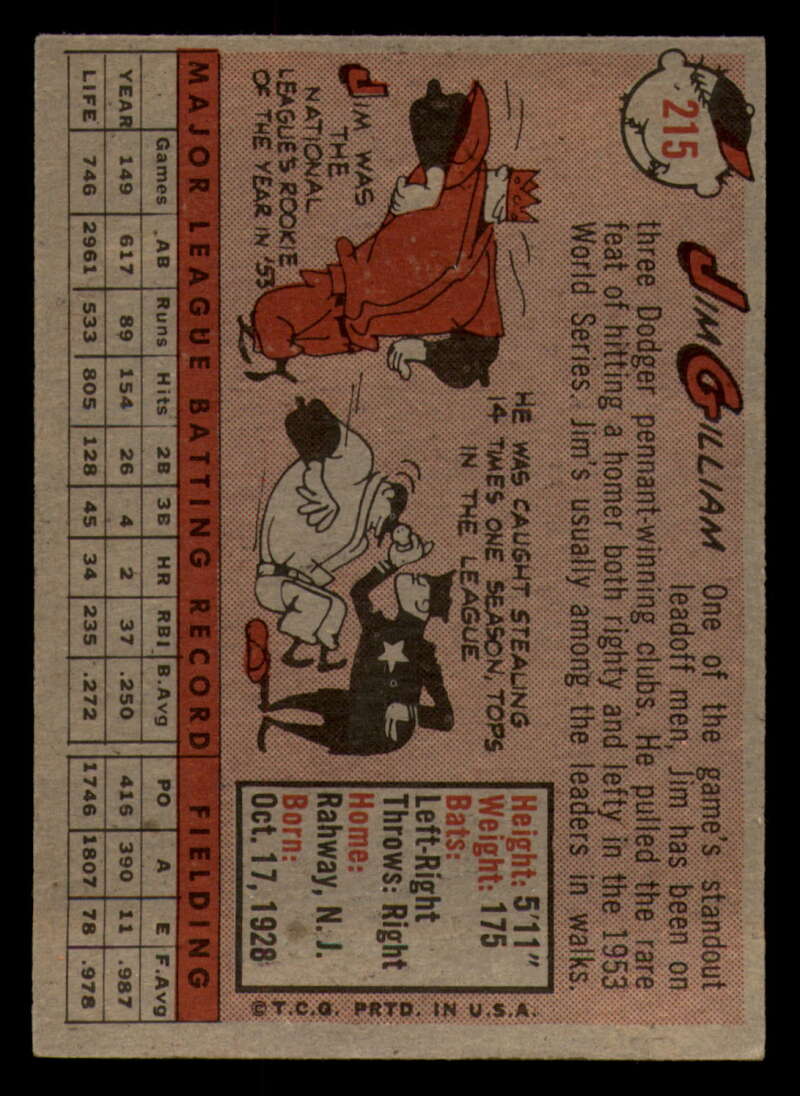 215
JIM GILLIAM
One of the game's standout
leadoff men, Jim has been on
three Dodger pennant-winning clubs. He pulled the rare
feat of hitting a homer both righty and lefty in the 1953
World Series. Jim's usually among the leaders in walks.
JIM WAS
THE
NATIONAL
LEAGUE'S ROOKIE
OF THE YEAR IN '53
HE WAS CAUGHT STEALING
14 TIMES ONE SEASON, TOPS
IN THE LEAGUE
Height: 5'11"
Weight: 175
Bats:
Left-Right
Throws: Right
Home:
Rahway, N. J.
Born:
Oct. 17, 1928
© T.C.G. PRTD. IN U.S.A.
MAJOR LEAGUE BATTING RECORD FIELDING
Games AB Runs Hits 2B 3B HR RBI B.Avg PO A E F.Avg
YEAR 149 617 89 154 26 4 2 37 .250 416 390 11 .987
LIFE 746 2961 533 805 128 45 34 235 .272 1746 1807 78 .978